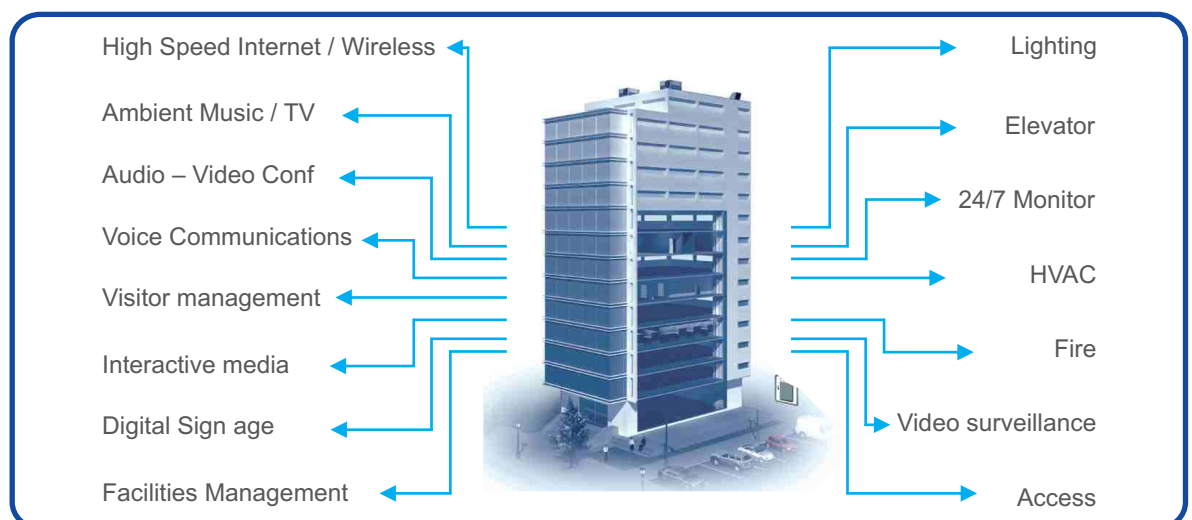 High Speed Internet / Wireless
Ambient Music / TV
Audio – Video Conf
Voice Communications
Visitor management
Interactive media
Digital Sign age
Facilities Management
Lighting
Elevator
24/7 Monitor
HVAC
Fire
Video surveillance
Access